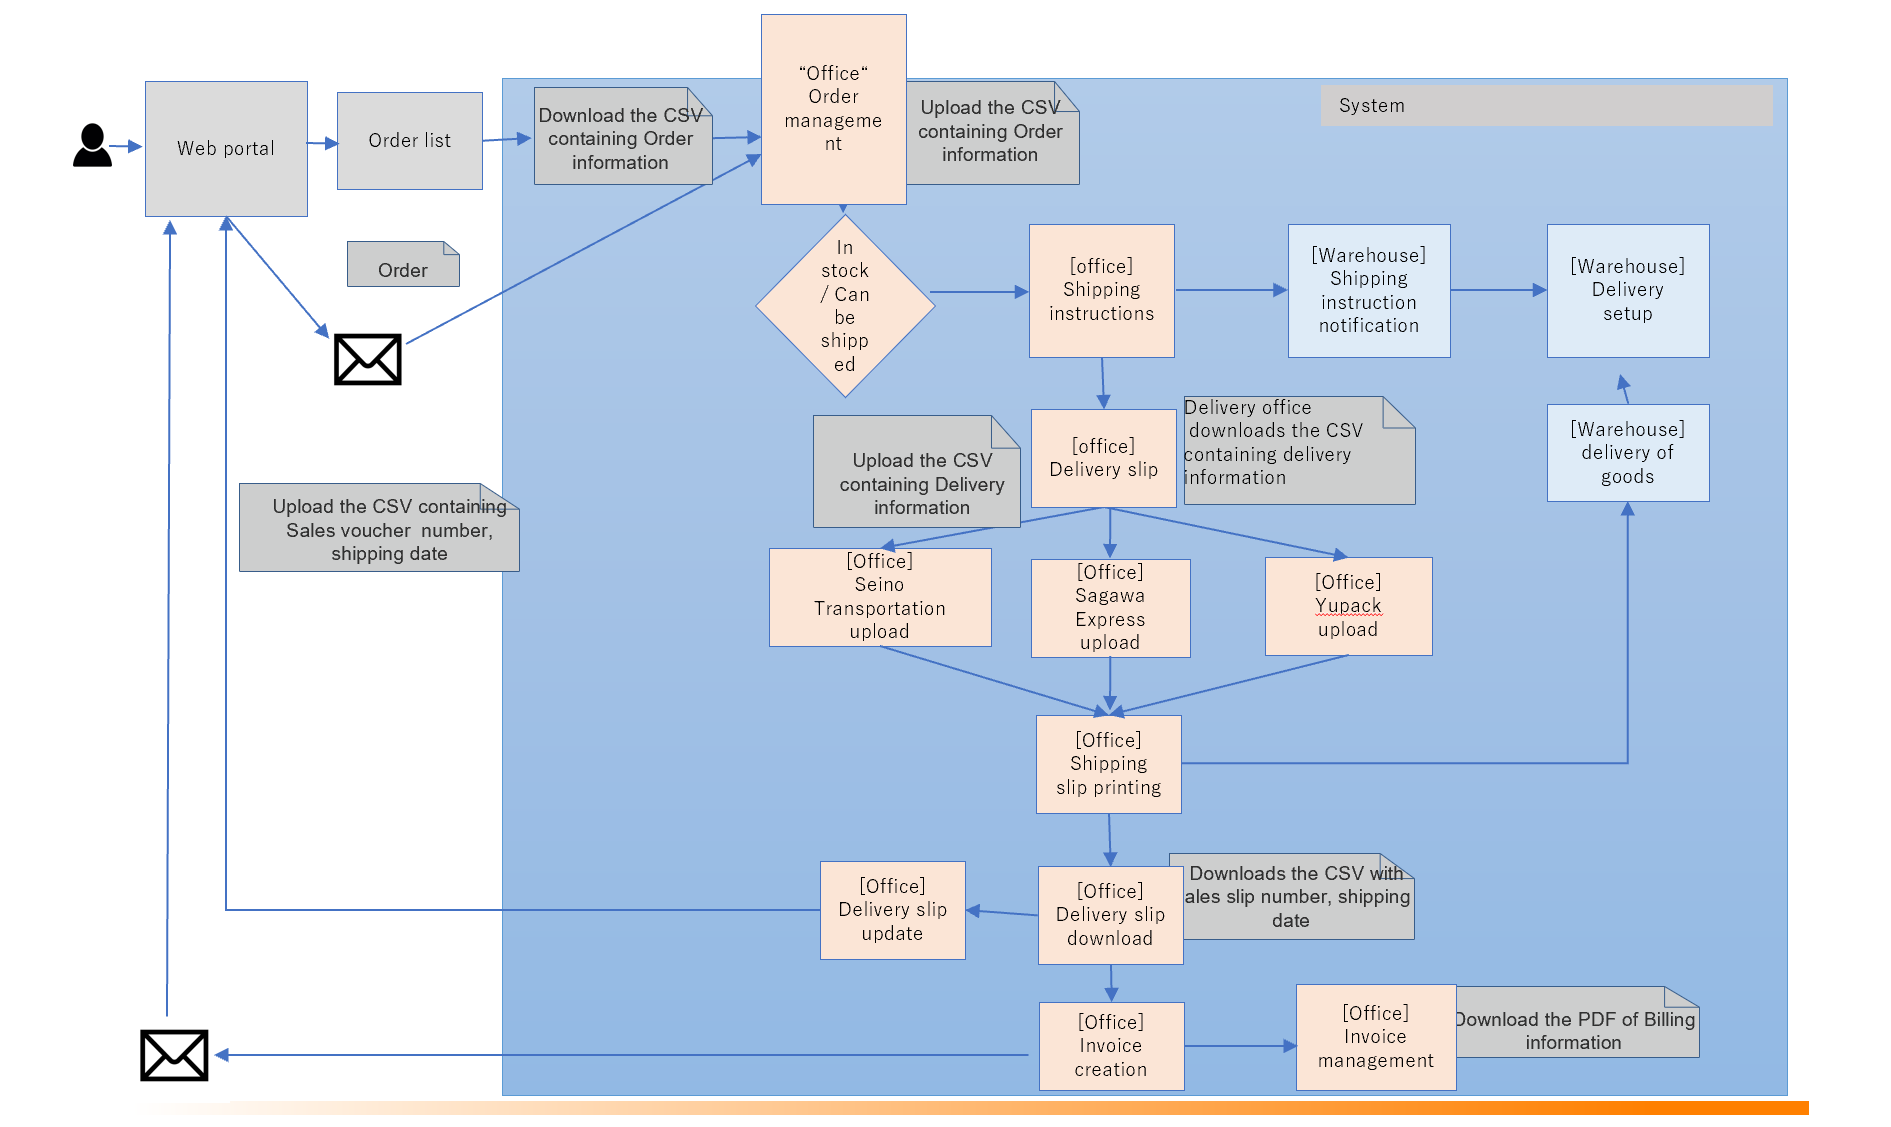 “Office“
Order
manageme
nt
System
Web portal
Order list
Download the CSV
containing Order
information
Upload the CSV
containing Order
information
Order
In
stock
/ Can
be
shipp
ed
[office]
Shipping
instructions
[Warehouse]
Shipping
instruction
notification
[Warehouse]
Delivery
setup
Upload the CSV
containing Delivery
information
[office]
Delivery slip
Delivery office
downloads the CSV
containing delivery
information
[Warehouse]
delivery of
goods
Upload the CSV containing
Sales voucher  number,
shipping date
[Office]
Seino
Transportation
upload
[Office]
Sagawa
Express
upload
[Office]
Yupack
upload
[Office]
Shipping
slip printing
[Office]
Delivery slip
update
[Office]
Delivery slip
download
Downloads the CSV with
ales slip number, shipping
date
[Office]
Invoice
creation
[Office]
Invoice
management
Download the PDF of Billing
information